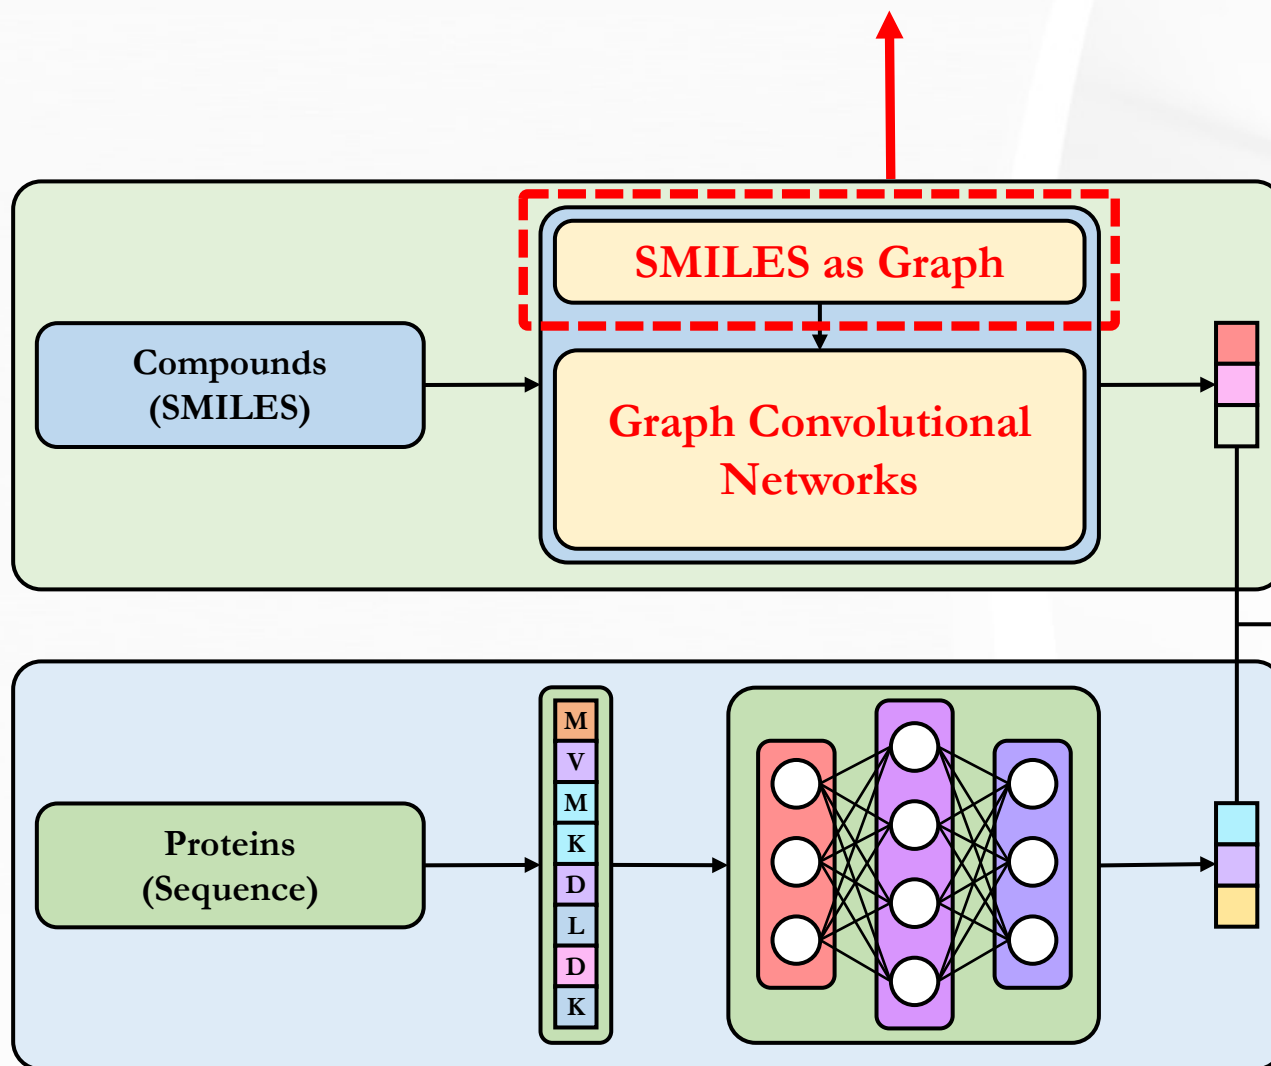 SMILES as Graph
Compounds
(SMILES)
Graph Convolutional
Networks
Proteins
(Sequence)
M
V
M
K
D
L
D
K